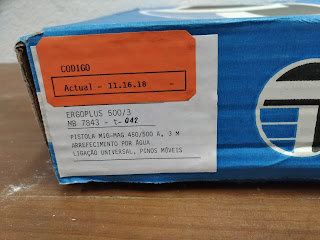 CODIGO
Actual - 11.16.18 -
ERGOPLUS 500/3
MB 7843 - t- 042
PISTOLA MIG-MAG 450/500 A, 3 M
ARREFECIMENTO POR ÁGUA
LIGAÇÃO UNIVERSAL, PINOS MÓVEIS